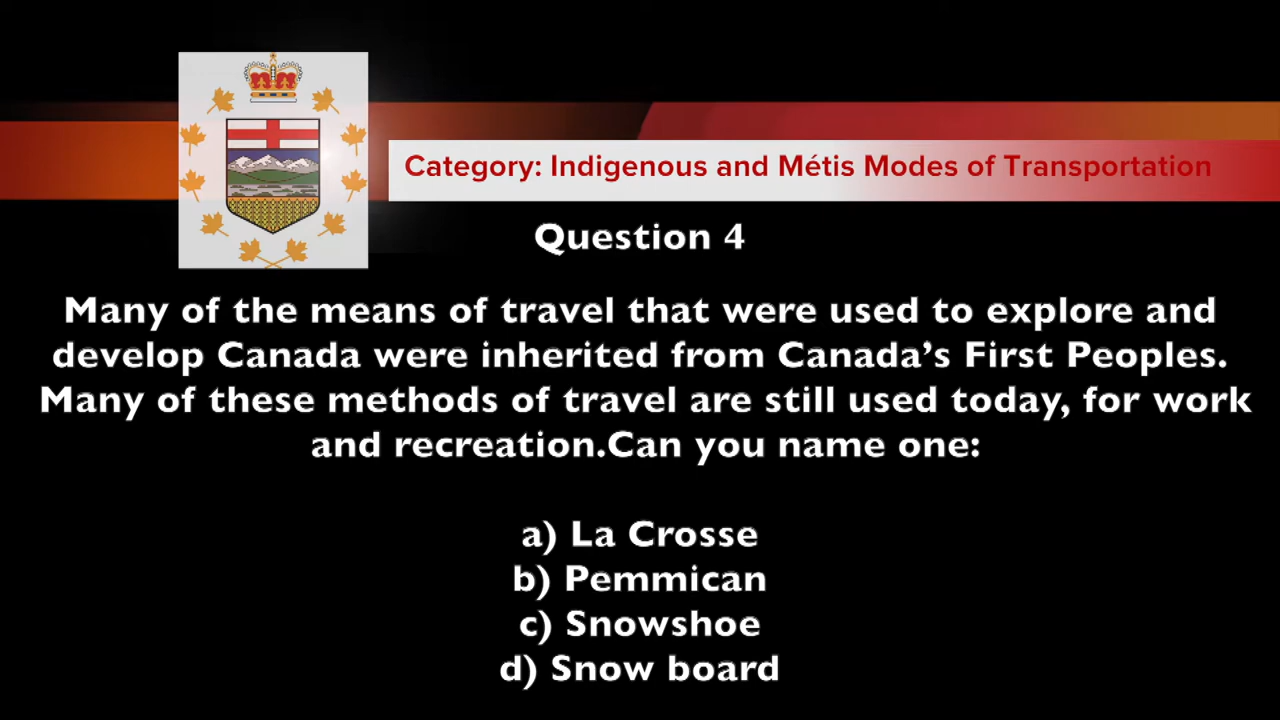 Category: Indigenous and Métis Modes of Transportation
Question 4
Many of the means of travel that were used to explore and
develop Canada were inherited from Canada’s First Peoples.
Many of these methods of travel are still used today, for work
and recreation.Can you name one:
a) La Crosse
b) Pemmican
c) Snowshoe
d) Snow board